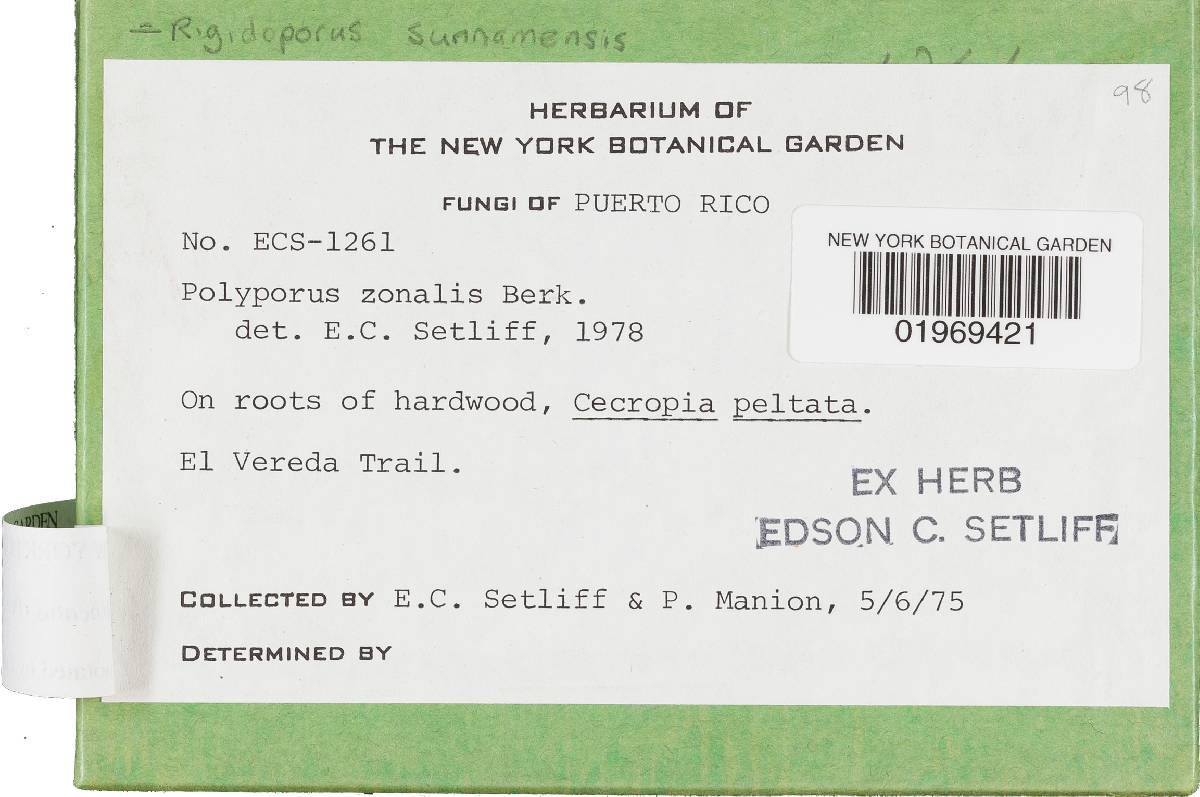 = Rigidoporus surinamensis
98
HERBARIUM OF
THE NEW YORK BOTANICAL GARDEN
FUNGI OF PUERTO RICO
No. ECS-1261
NEW YORK BOTANICAL GARDEN
01969421
Polyporus zonalis Berk.
det. E.C. Setliff, 1978
On roots of hardwood, Cecropia peltata.
El Vereda Trail.
EX HERB
EDSON C. SETLIFF
COLLECTED BY E.C. Setliff & P. Manion, 5/6/75
DETERMINED BY